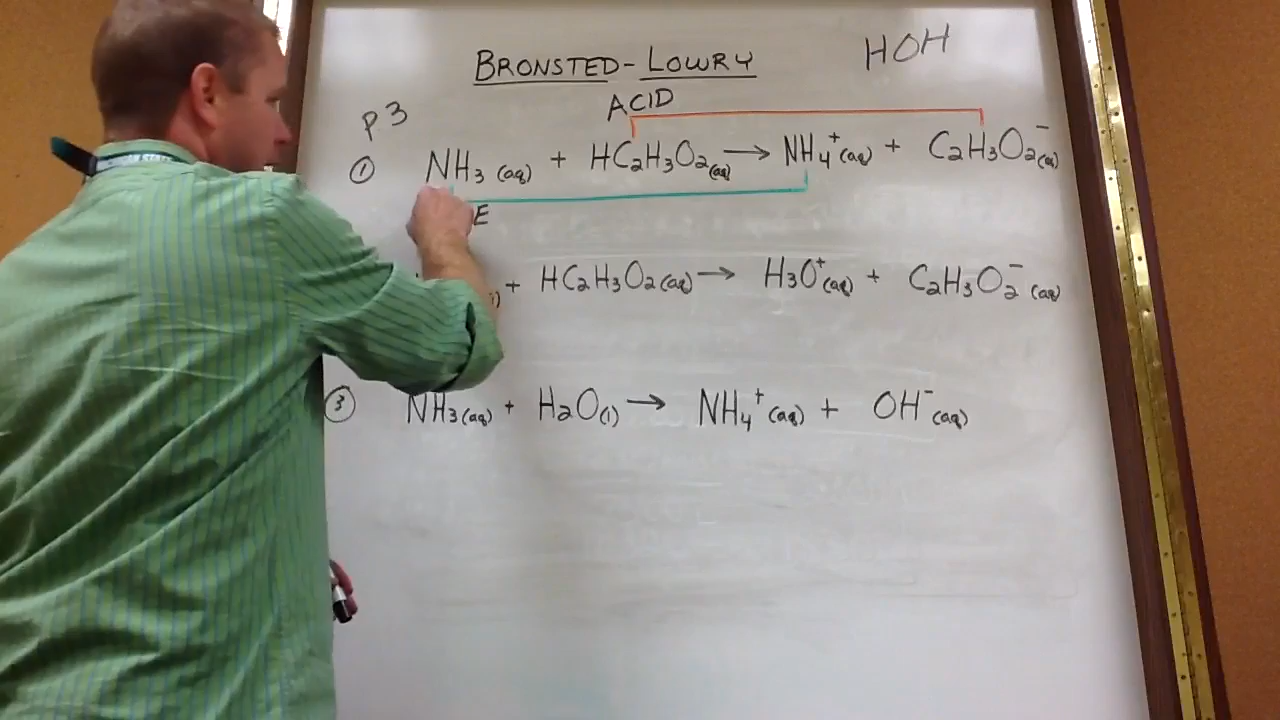 BRONSTED-LOWRY HOH
P3 ACID
① NH₃ (aq) + HC₂H₃O₂(aq) → NH₄⁺(aq) + C₂H₃O₂⁻(a)
E
+ HC₂H₃O₂(aq) → H₃O⁺(aq) + C₂H₃O₂⁻ (aq)
③ NH₃(aq) + H₂O(l) → NH₄⁺(aq) + OH⁻(aq)